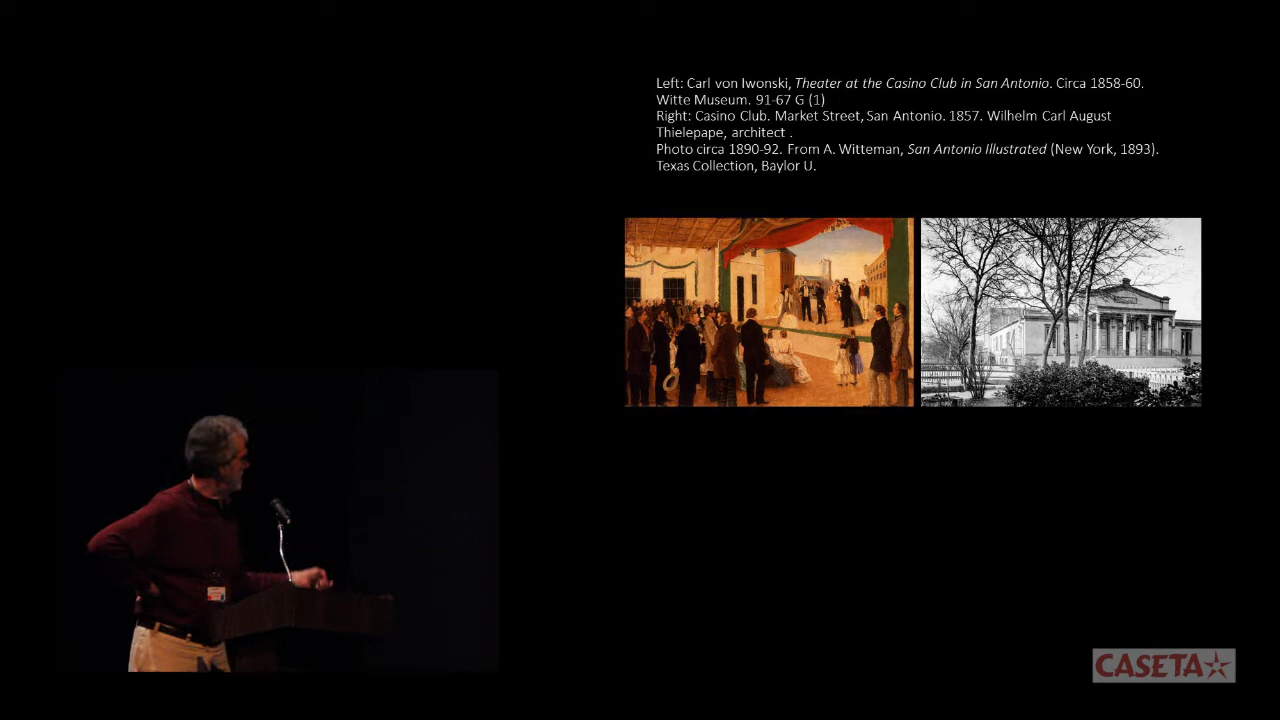 Left: Carl von Iwonski, Theater at the Casino Club in San Antonio. Circa 1858-60.
Witte Museum. 91-67 G (1)
Right: Casino Club. Market Street, San Antonio. 1857. Wilhelm Carl August
Thielepape, architect .
Photo circa 1890-92. From A. Witteman, San Antonio Illustrated (New York, 1893).
Texas Collection, Baylor U.
CASETA